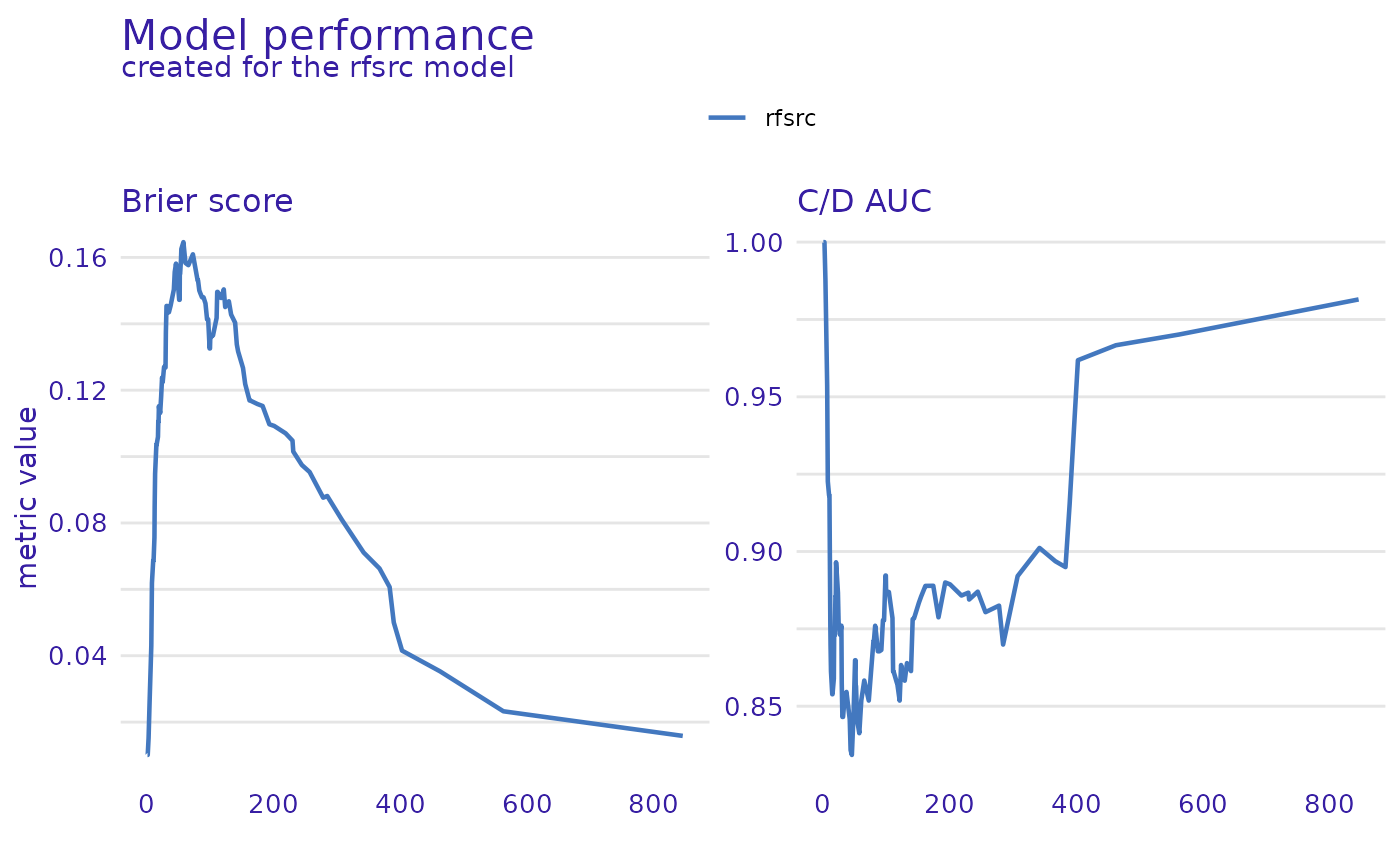 Model performance
created for the rfsrc model
rfsrc
Brier score
C/D AUC
metric value
0.16
0.12
0.08
0.04
0 200 400 600 800
1.00
0.95
0.90
0.85
0 200 400 600 800